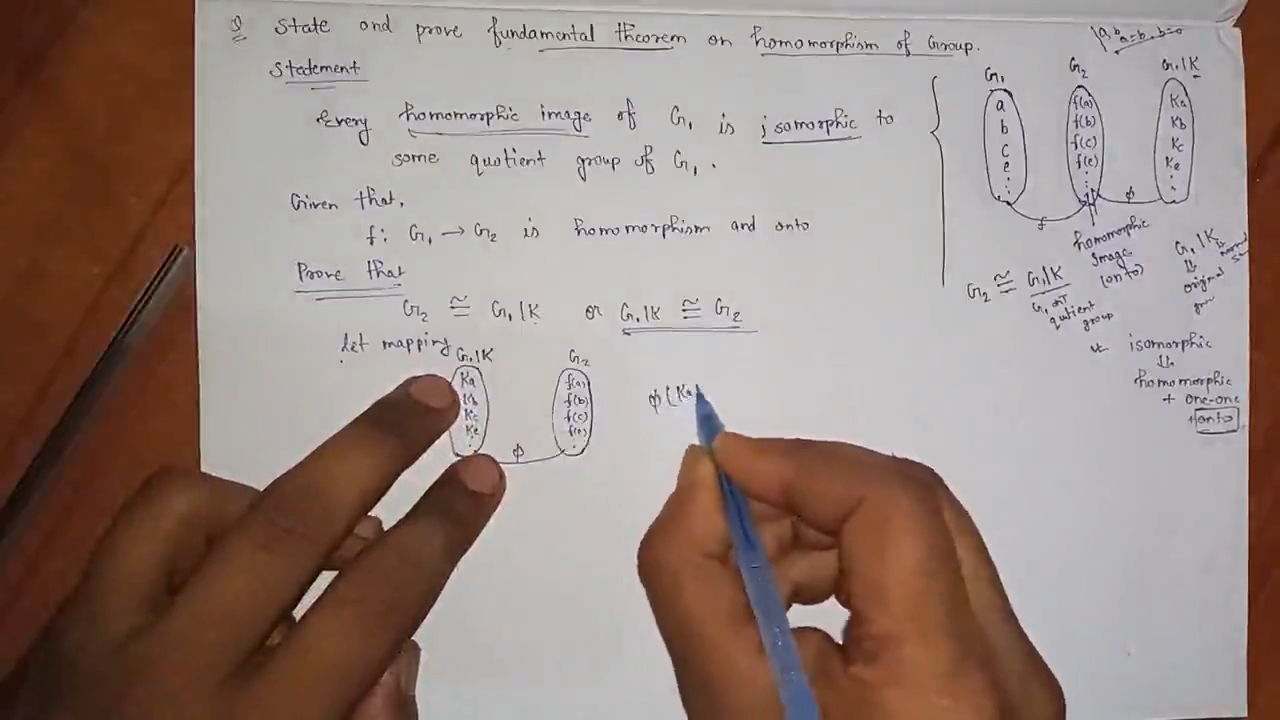 Q State and prove fundamental theorem on homomorphism of Group.
Statement
Every homomorphic image of G₁ is isomorphic to
some quotient group of G₁.
Given that,
f: G₁ → G₂ is homomorphism and onto
Prove that
G₂ ≅ G₁|K or G₁|K ≅ G₂
Let mapping
G₁|K G₂
Ka f(a)
Kb f(b)
Kc f(c)
Ke f(e)
ϕ
ϕ(Ka)
G₁ G₂ G₁|K
a f(a) Ka
b f(b) Kb
c f(c) Kc
e f(e) Ke
f ϕ
homomorphic
image
(onto)
G₂ ≅ G₁|K
quotient
group
G₁|K
⇓
original
isomorphic
⇓
homomorphic
+ one-one
+ onto